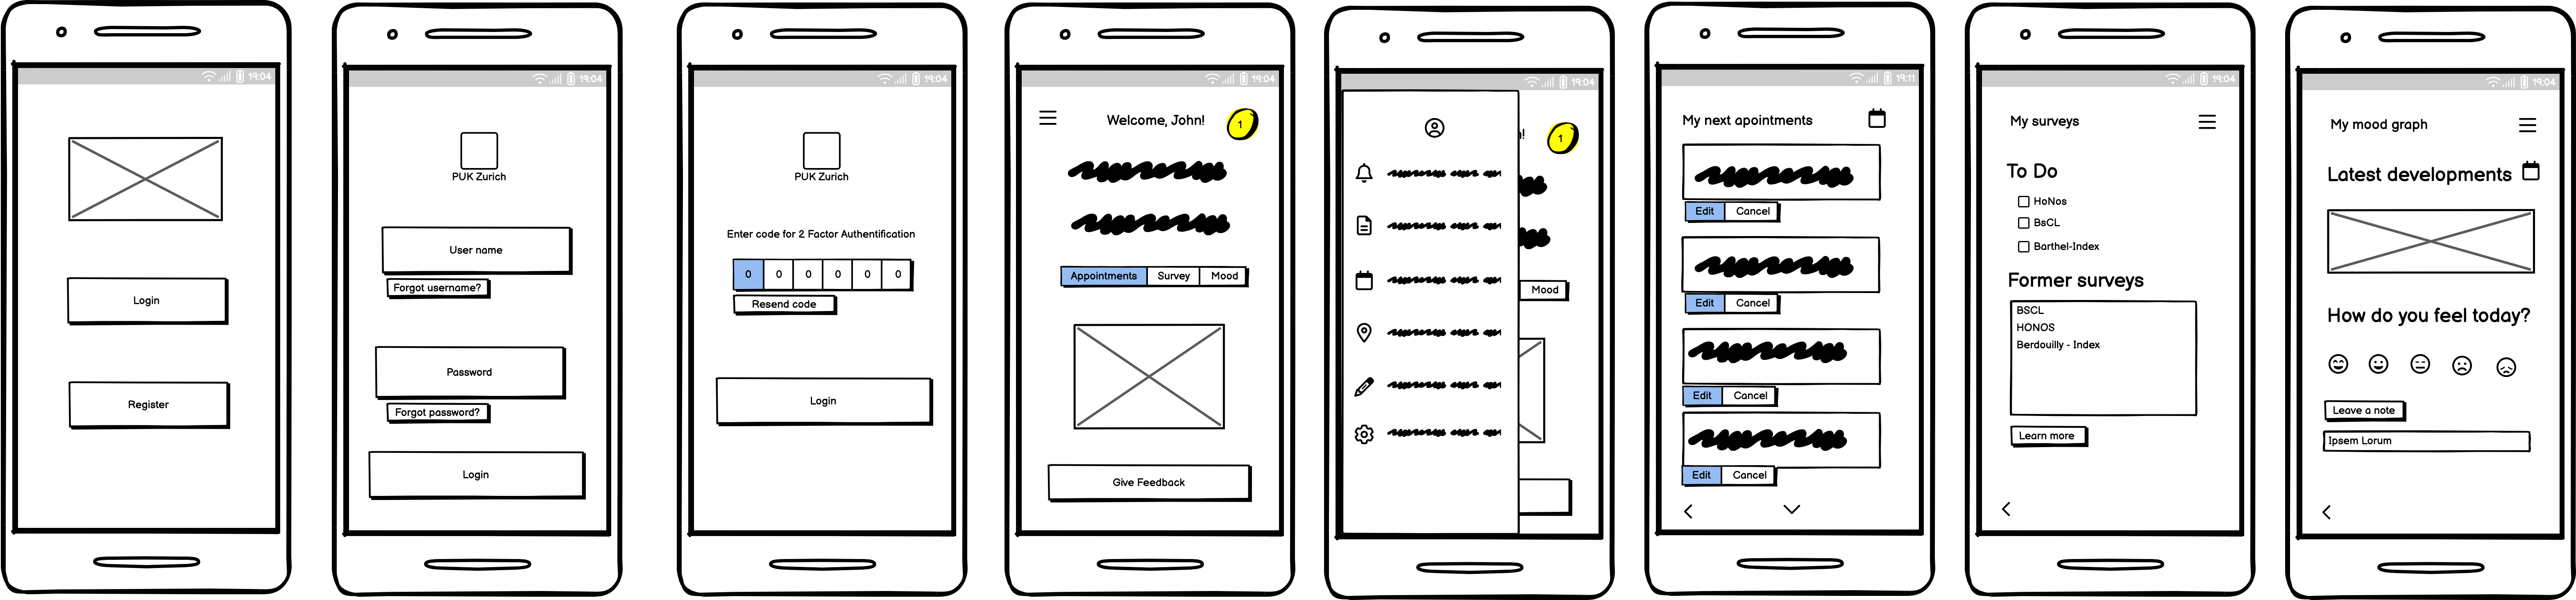 19:04
Login
Register
19:04
PUK Zurich
User name
Forgot username?
Password
Forgot password?
Login
19:04
PUK Zurich
Enter code for 2 Factor Authentification
0 0 0 0 0 0
Resend code
Login
19:04
Welcome, John!
1
Appointments Survey Mood
Give Feedback
19:04
!
1
Mood
19:11
My next apointments
Edit Cancel
Edit Cancel
Edit Cancel
Edit Cancel
19:04
My surveys
To Do
HoNos
BsCL
Barthel-Index
Former surveys
BSCL
HONOS
Berdouilly - Index
Learn more
19:04
My mood graph
Latest developments
How do you feel today?
Leave a note
Ipsem Lorum